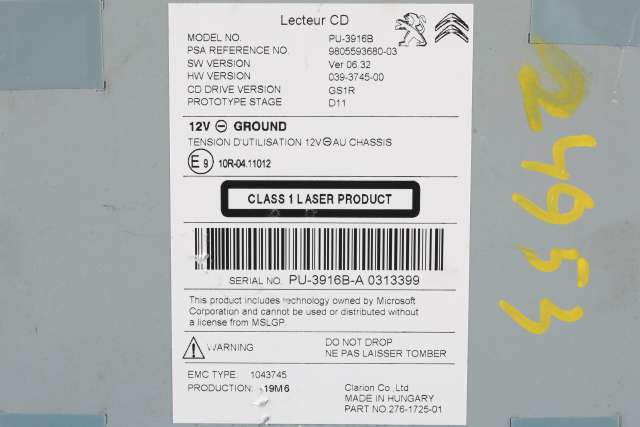 Lecteur CD
MODEL NO. PU-3916B
PSA REFERENCE NO. 9805593680-03
SW VERSION Ver 06.32
HW VERSION 039-3745-00
CD DRIVE VERSION GS1R
PROTOTYPE STAGE D11
12V ⊖ GROUND
TENSION D'UTILISATION 12V ⊖ AU CHASSIS
E9 10R-04.11012
CLASS 1 LASER PRODUCT
SERIAL NO. PU-3916B-A 0313399
This product includes technology owned by Microsoft
Corporation and cannot be used or distributed without
a license from MSLGP.
WARNING
DO NOT DROP
NE PAS LAISSER TOMBER
EMC TYPE: 1043745
PRODUCTION: 19M6
Clarion Co.,Ltd
MADE IN HUNGARY
PART NO:276-1725-01
24953